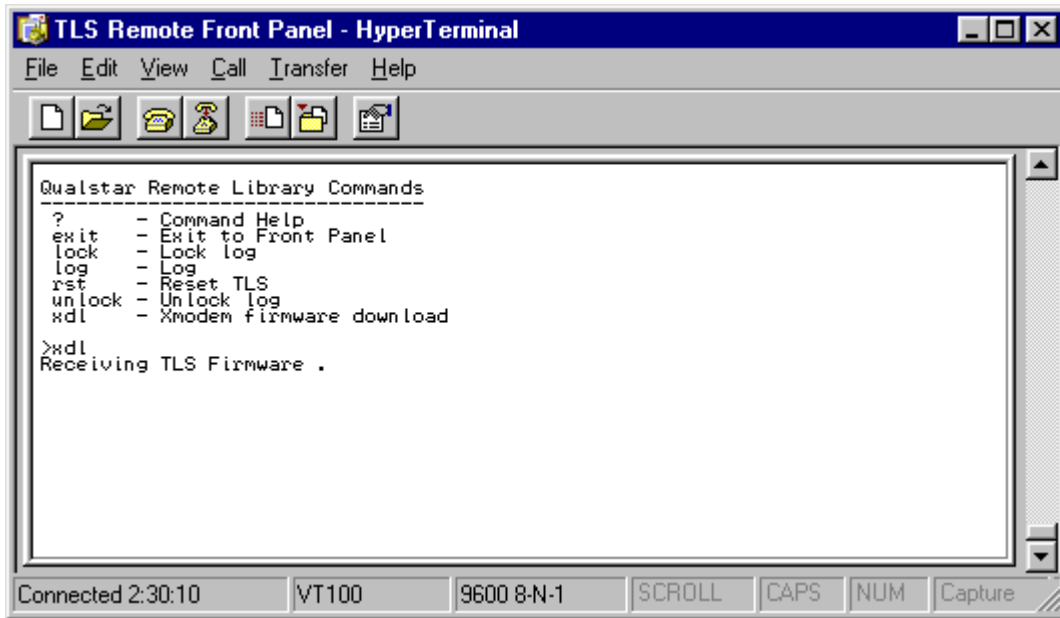 TLS Remote Front Panel - HyperTerminal
File Edit View Call Transfer Help
Qualstar Remote Library Commands
----------------------------------
? - Command Help
exit - Exit to Front Panel
lock - Lock log
log - Log
rst - Reset TLS
unlock - Unlock log
xdl - Xmodem firmware download
>xdl
Receiving TLS Firmware .
Connected 2:30:10 VT100 9600 8-N-1 SCROLL CAPS NUM Capture